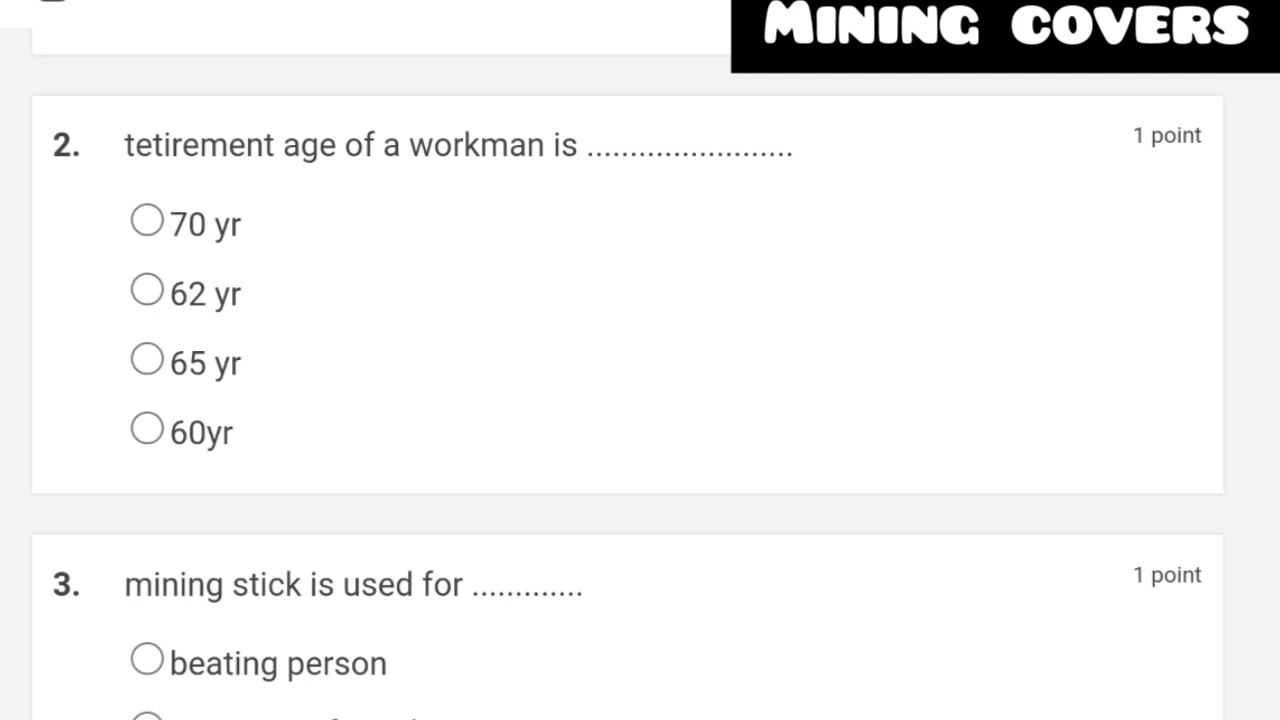 MINING COVERS
2. tetirement age of a workman is ........................
1 point
70 yr
62 yr
65 yr
60yr
3. mining stick is used for .............
1 point
beating person